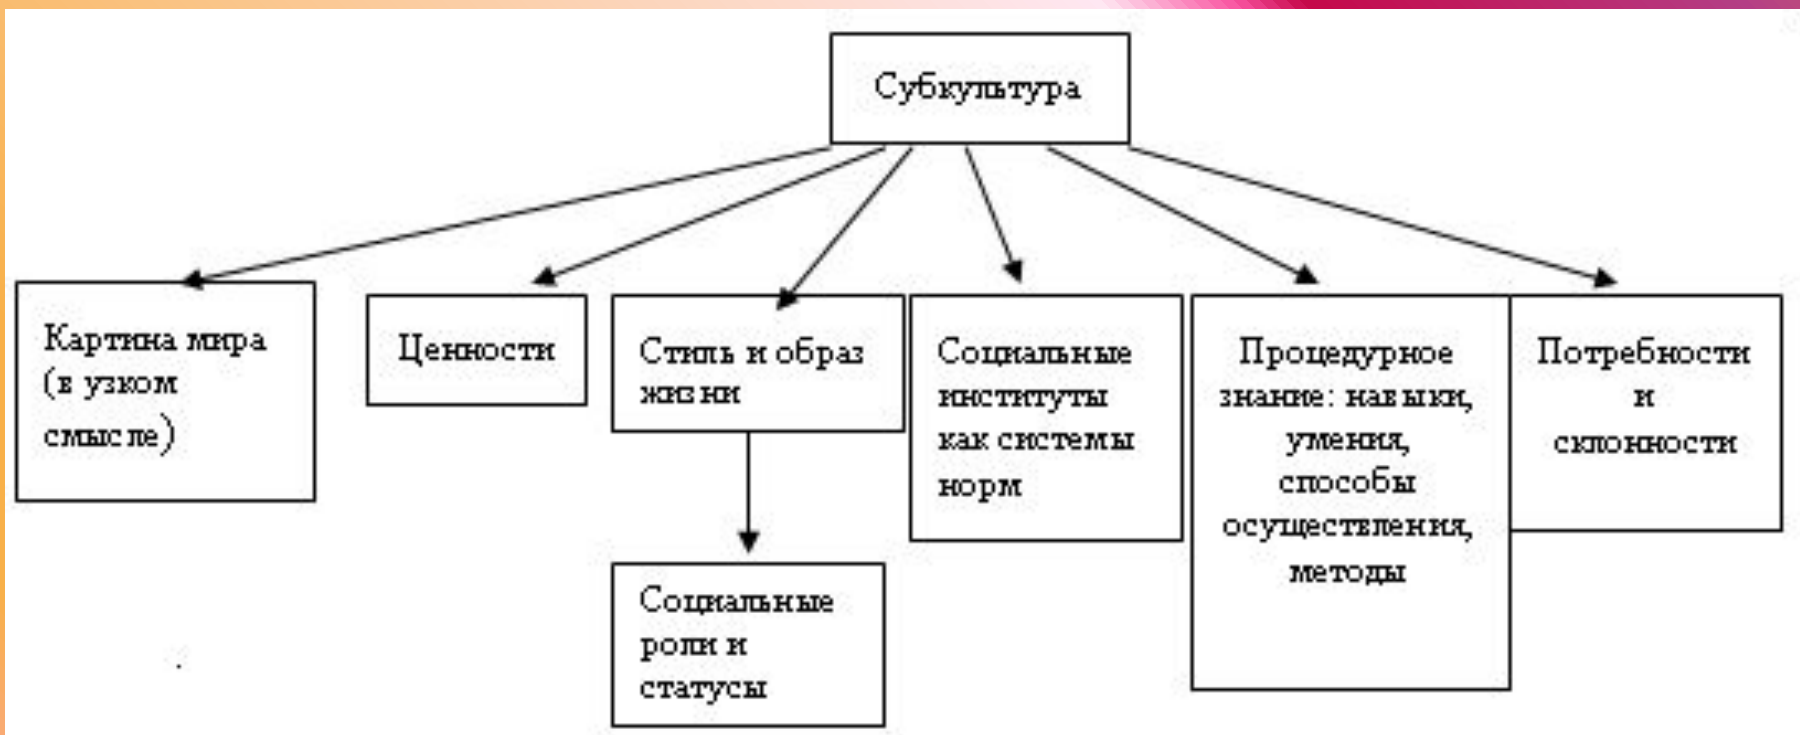 Субкультура
Картина мира
(в узком
смысле)
Ценности
Стиль и образ
жизни
Социальные
институты
как системы
норм
Процедурное
знание: навыки,
умения,
способы
осуществления,
методы
Потребности
и
склонности
Социальные
роли и
статусы